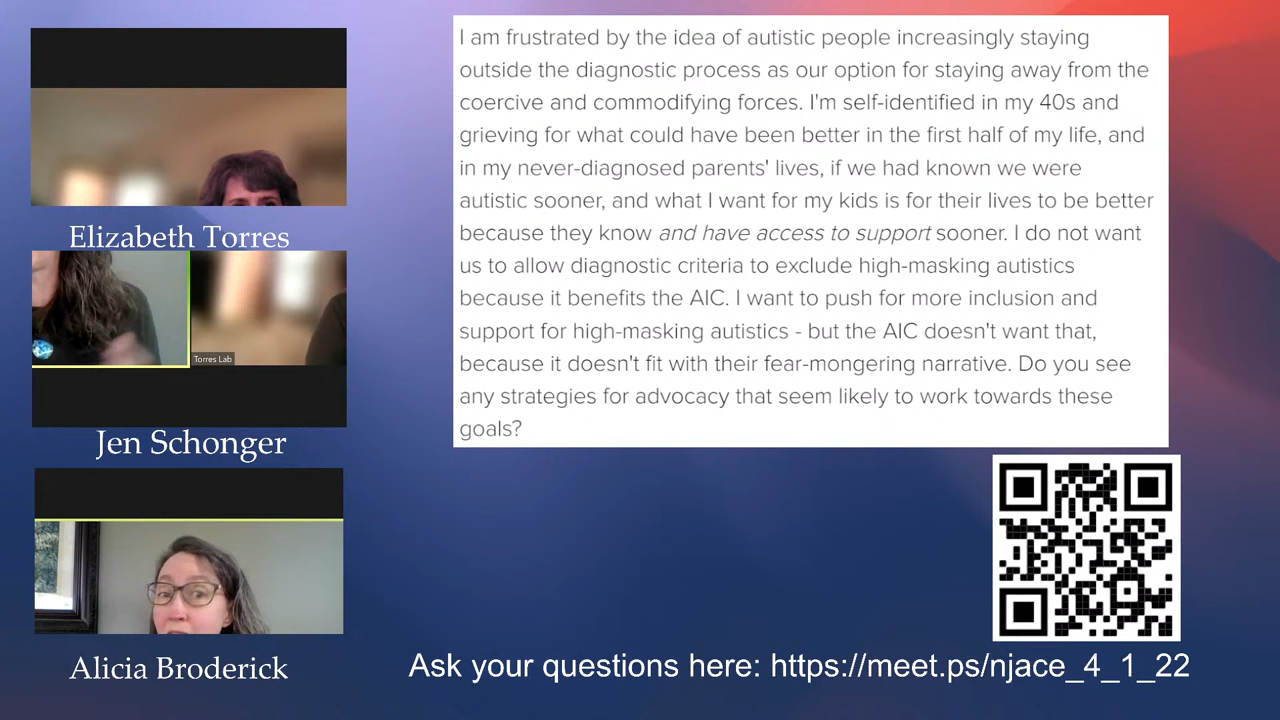 Elizabeth Torres
Torres Lab
Jen Schonger
Alicia Broderick
I am frustrated by the idea of autistic people increasingly staying
outside the diagnostic process as our option for staying away from the
coercive and commodifying forces. I'm self-identified in my 40s and
grieving for what could have been better in the first half of my life, and
in my never-diagnosed parents' lives, if we had known we were
autistic sooner, and what I want for my kids is for their lives to be better
because they know and have access to support sooner. I do not want
us to allow diagnostic criteria to exclude high-masking autistics
because it benefits the AIC. I want to push for more inclusion and
support for high-masking autistics - but the AIC doesn't want that,
because it doesn't fit with their fear-mongering narrative. Do you see
any strategies for advocacy that seem likely to work towards these
goals?
Ask your questions here: https://meet.ps/njace_4_1_22